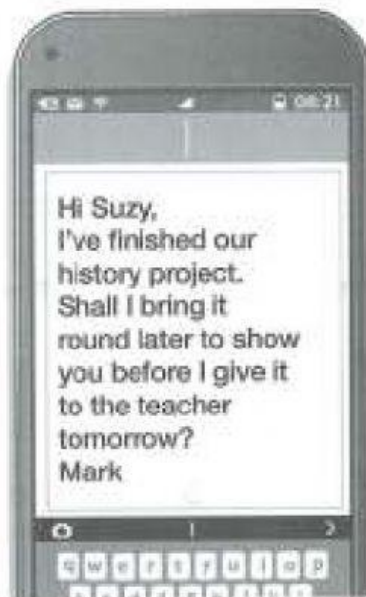 08:21
Hi Suzy,
I've finished our
history project.
Shall I bring it
round later to show
you before I give it
to the teacher
tomorrow?
Mark
q w e r t y u i o p